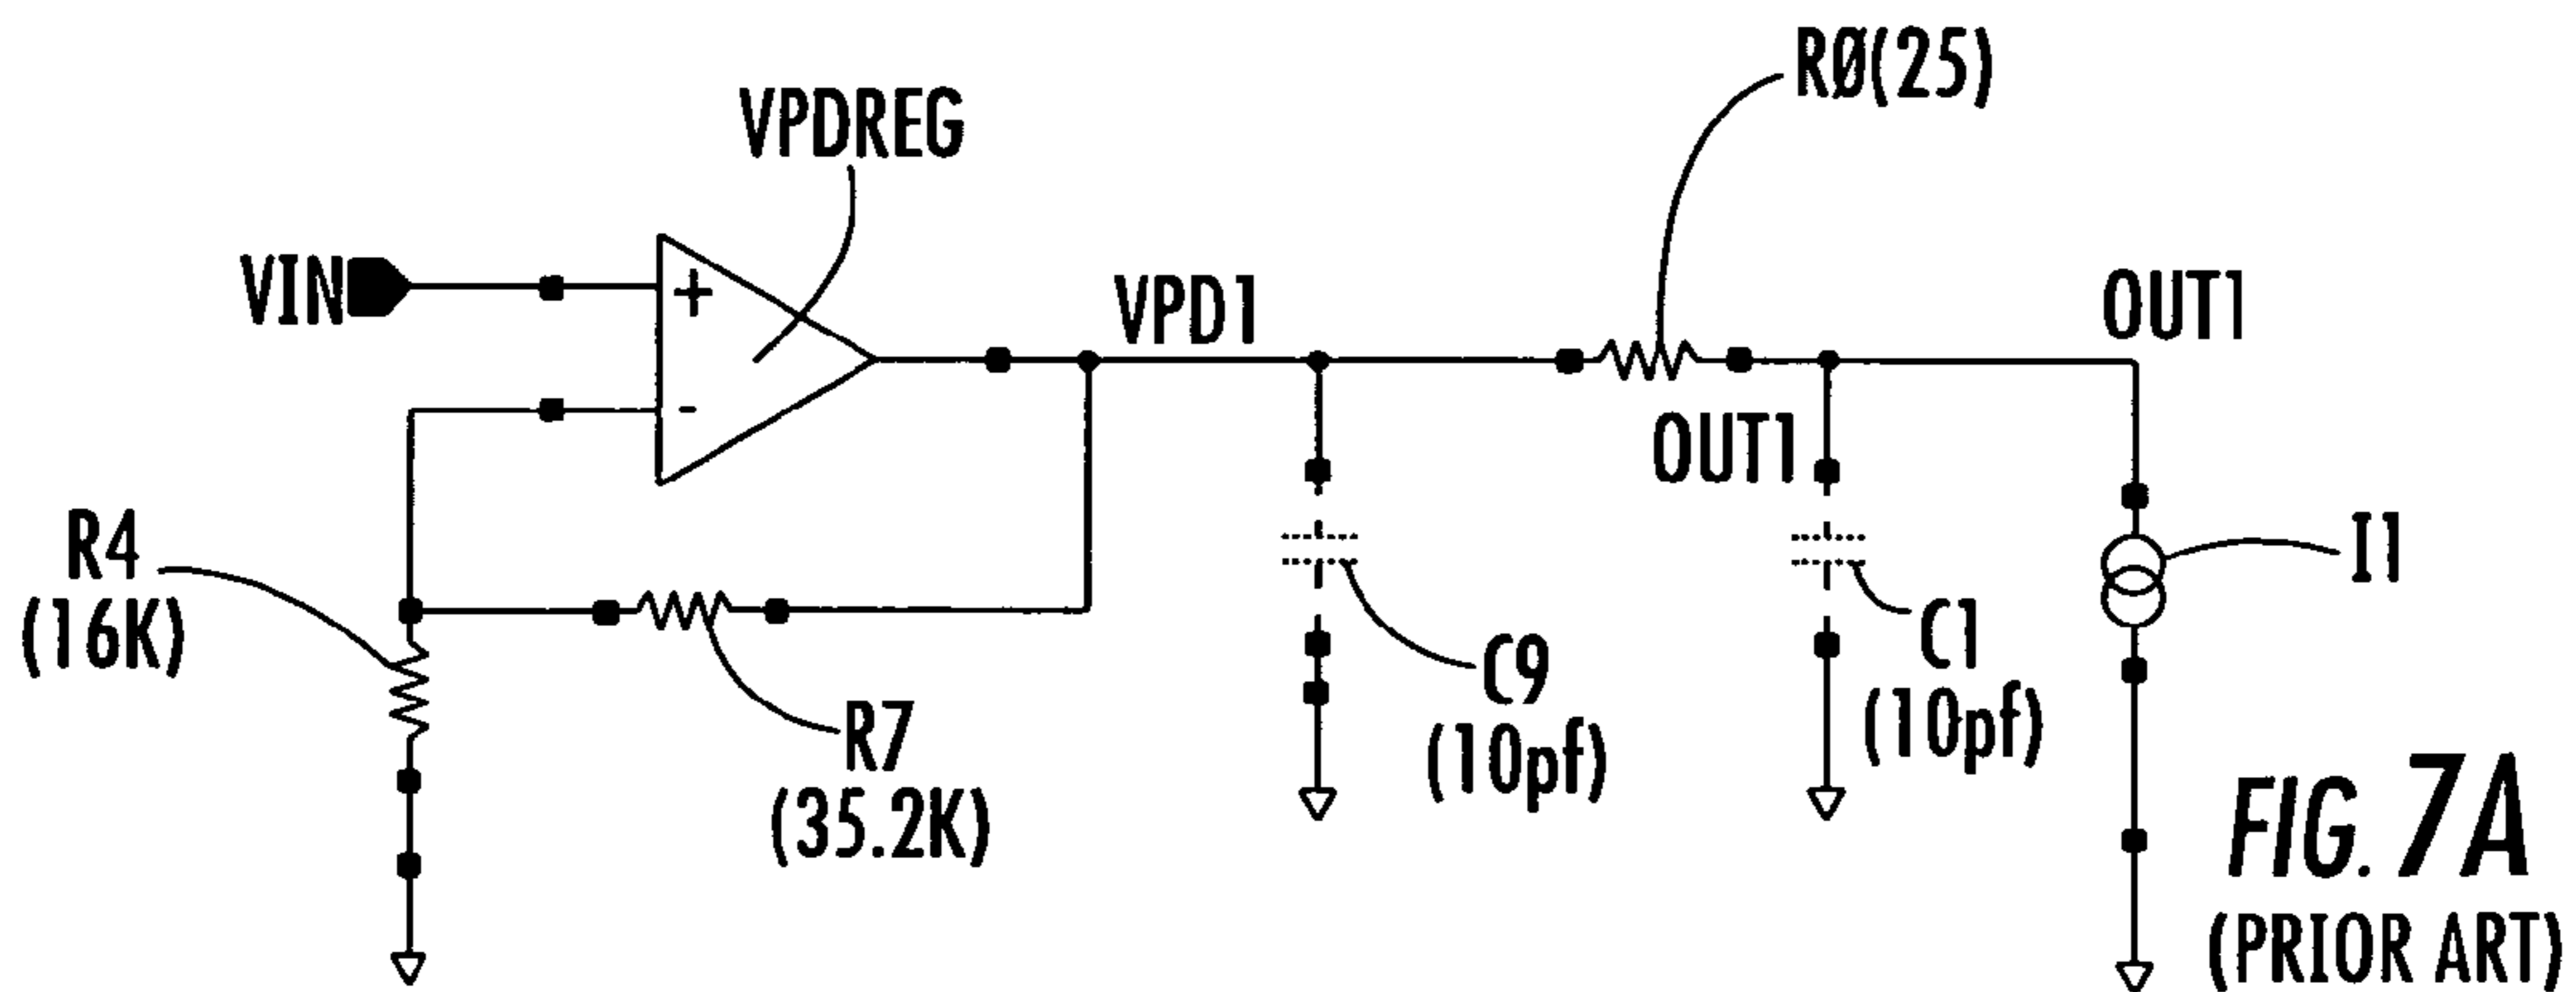 RØ(25)
VPDREG
VIN
+
-
VPD1
OUT1
OUT1
R4
(16K)
R7
(35.2K)
C9
(10pf)
C1
(10pf)
I1
FIG. 7A
(PRIOR ART)